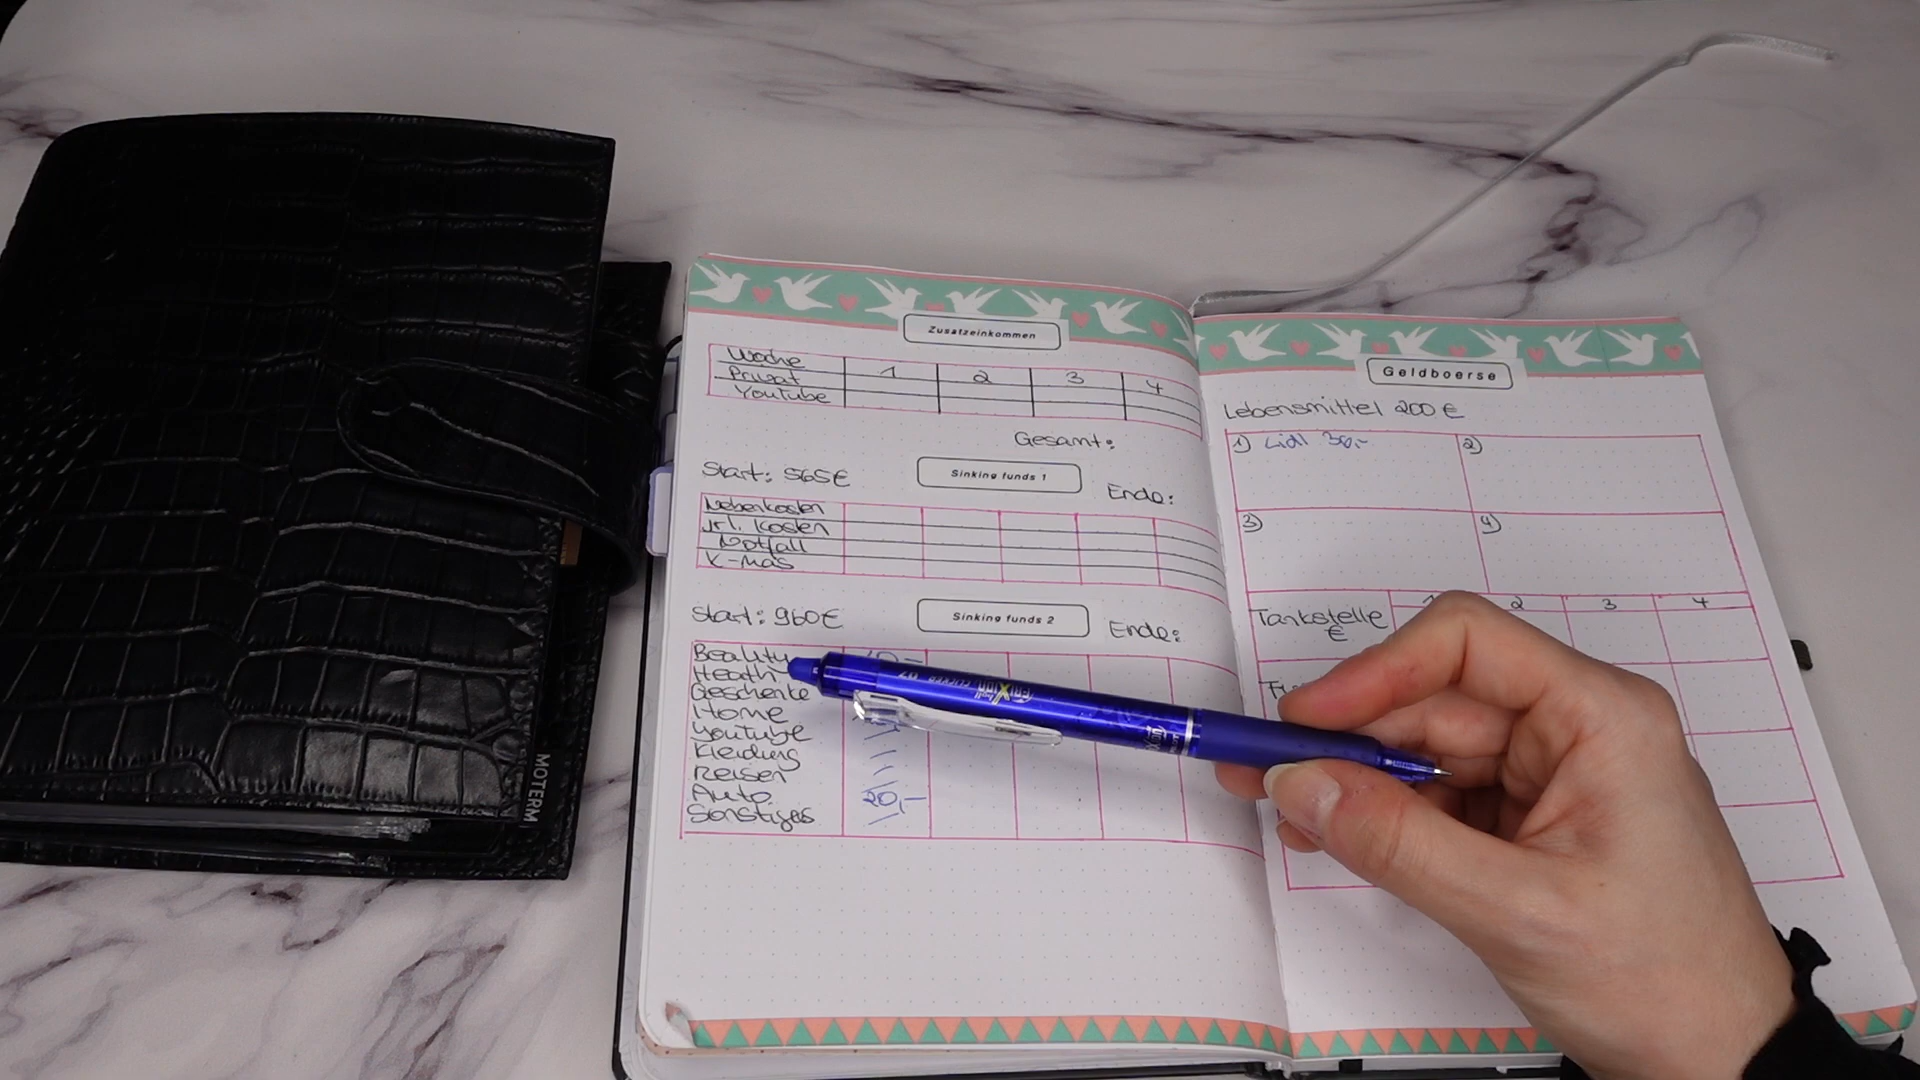 Zusatzeinkommen
Woche
Privat 1 2 3 4
Youtube
Gesamt:
Start: 565€ Sinking funds 1 Ende:
Nebenkosten
Jrl. Kosten
Notfall
X-Mas
Start: 960€ Sinking funds 2 Ende:
Beauty
Health
Geschenke
Home
Youtube
Kleidung
Reisen
Auto 20,-
Sonstiges
Geldboerse
Lebensmittel 200€
1) Lidl 2)
3) 4)
Tankstelle 1 2 3 4
€
MOTERM
FRIXION